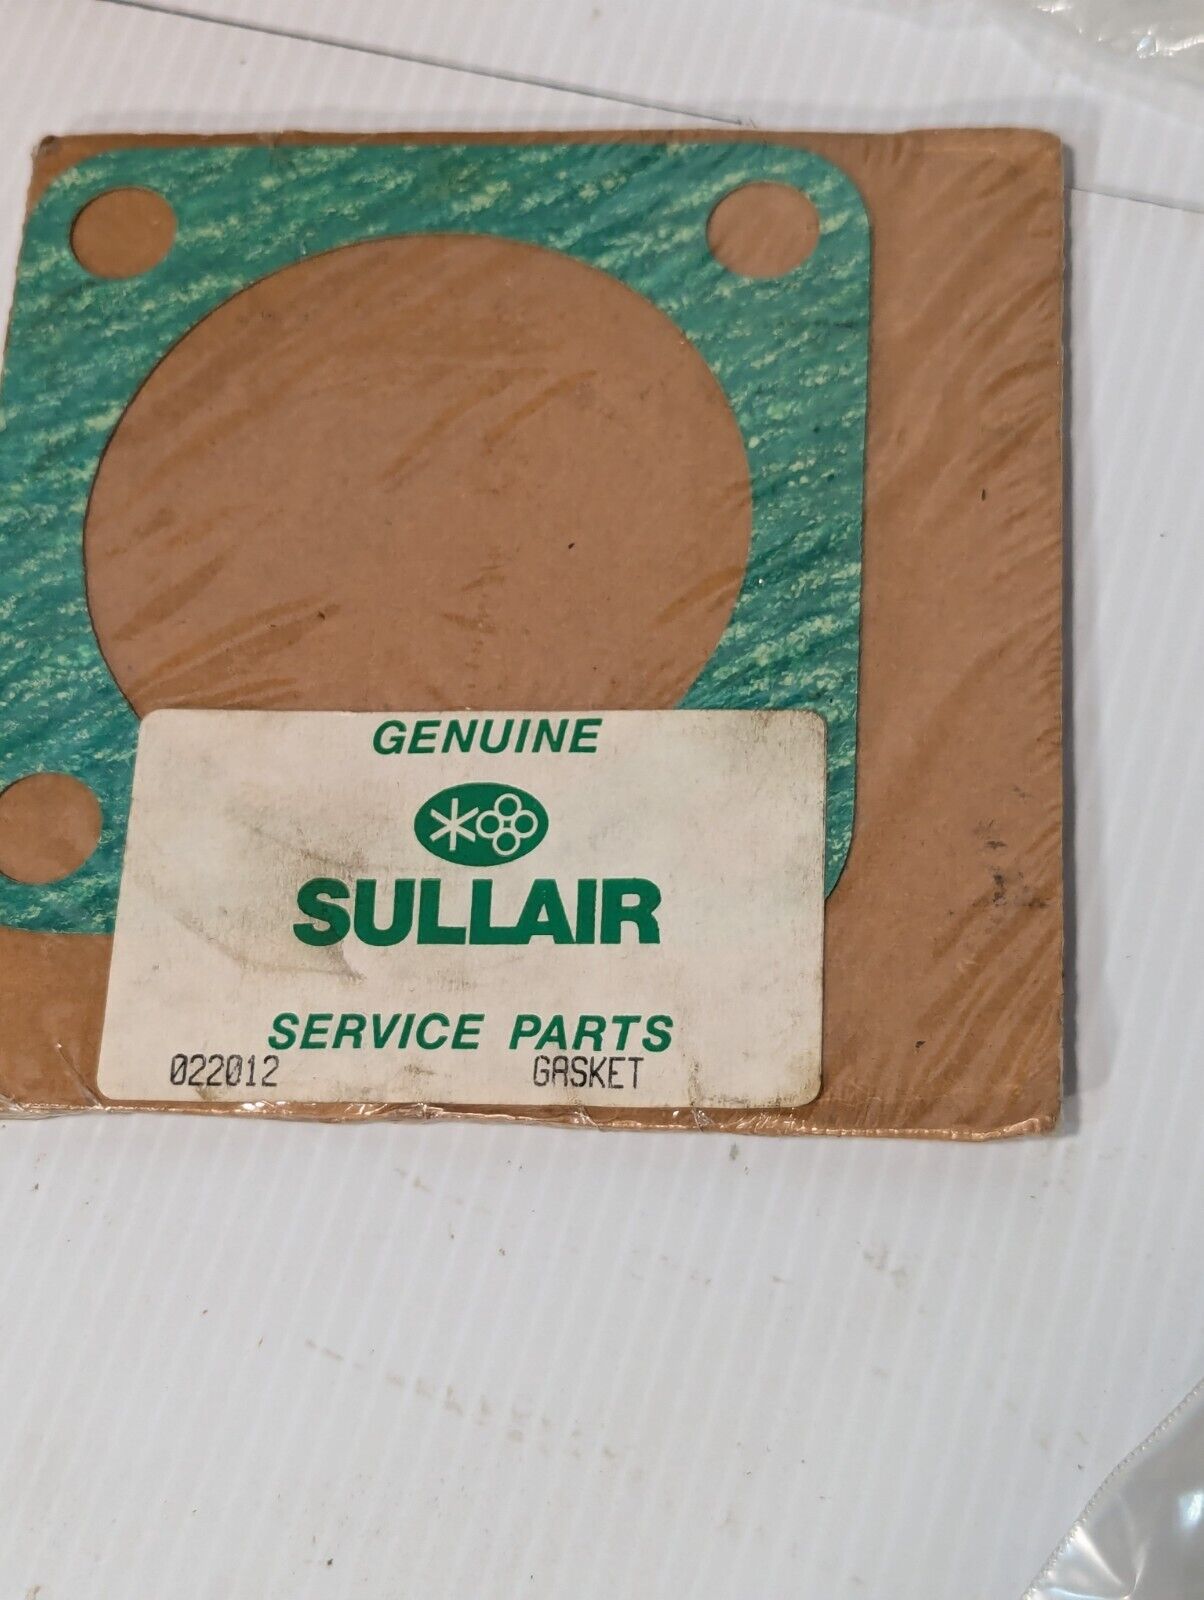 GENUINE
SULLAIR
SERVICE PARTS
022012 GASKET